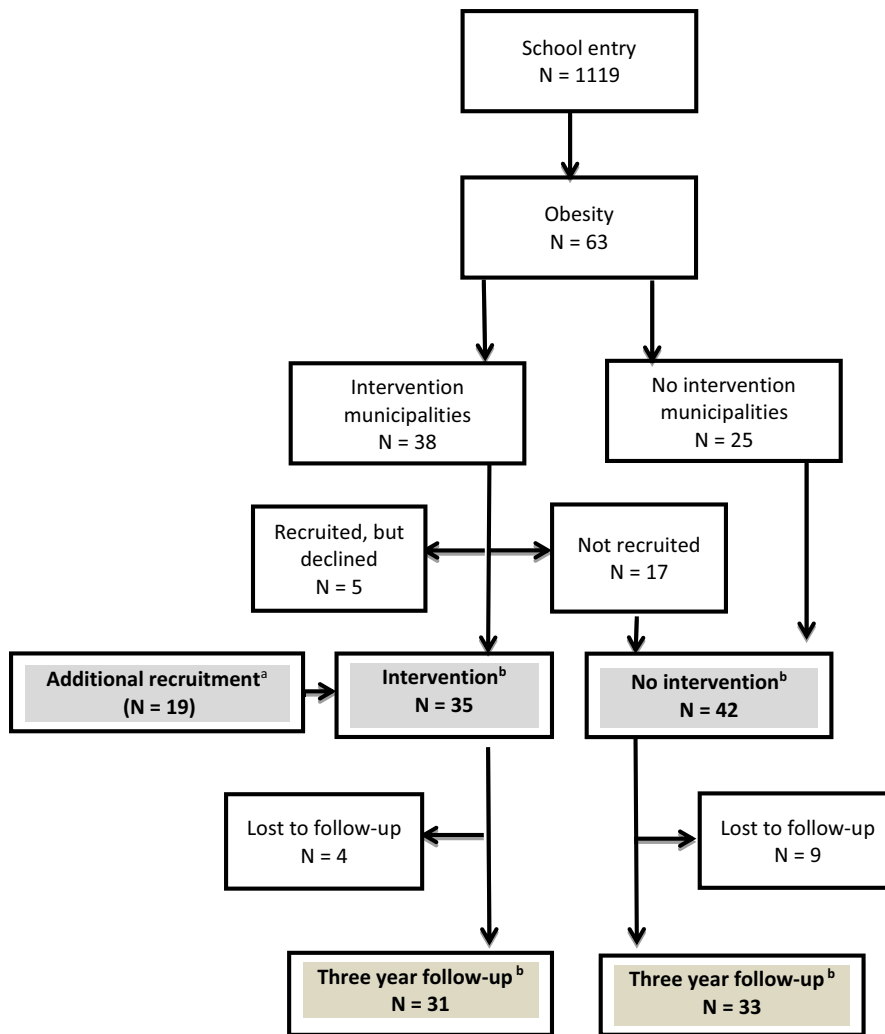 School entry
N = 1119
Obesity
N = 63
Intervention
municipalities
N = 38
No intervention
municipalities
N = 25
Recruited, but
declined
N = 5
Not recruited
N = 17
Additional recruitmentᵃ
(N = 19)
Interventionᵇ
N = 35
No interventionᵇ
N = 42
Lost to follow-up
N = 4
Lost to follow-up
N = 9
Three year follow-up ᵇ
N = 31
Three year follow-up ᵇ
N = 33